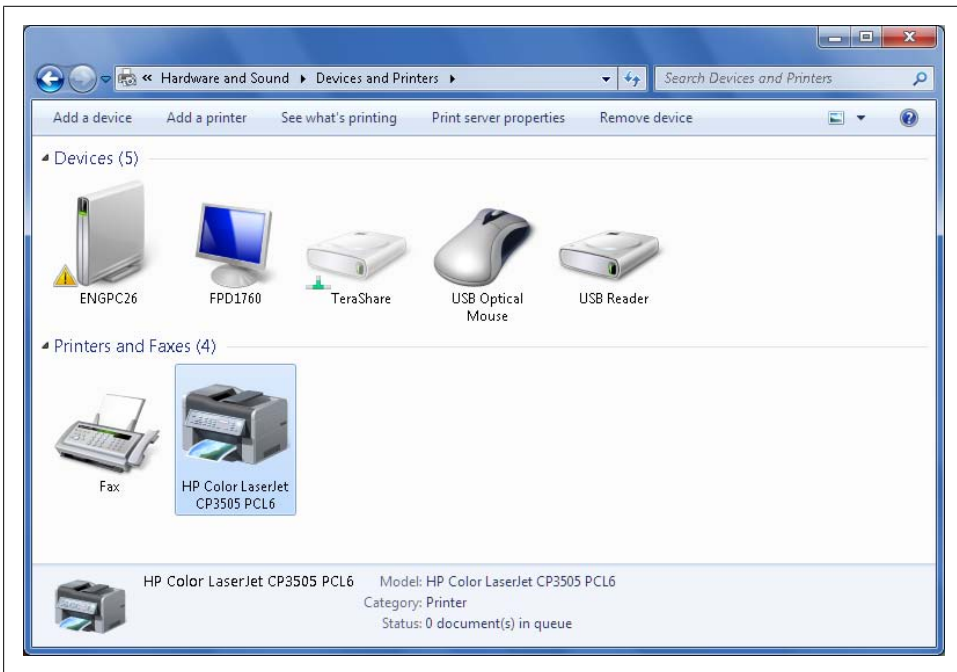 « Hardware and Sound ▸ Devices and Printers ▸
Search Devices and Printers
Add a device Add a printer See what's printing Print server properties Remove device
Devices (5)
ENGPC26
FPD1760
TeraShare
USB Optical
Mouse
USB Reader
Printers and Faxes (4)
Fax
HP Color LaserJet
CP3505 PCL6
HP Color LaserJet CP3505 PCL6 Model: HP Color LaserJet CP3505 PCL6
Category: Printer
Status: 0 document(s) in queue